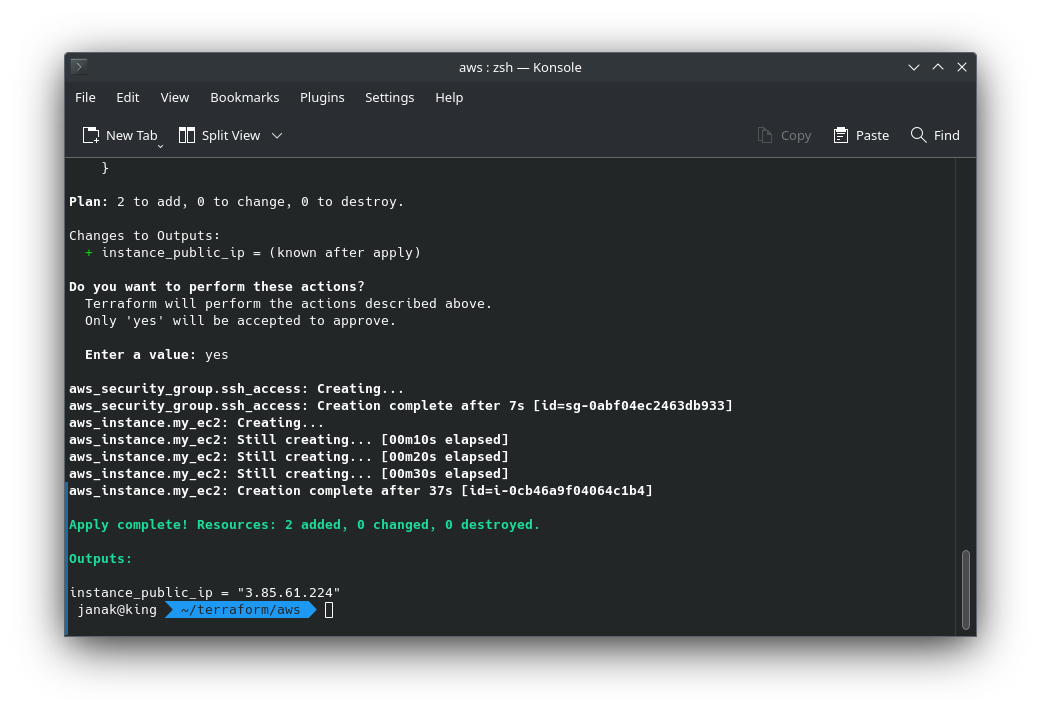 aws : zsh — Konsole
File Edit View Bookmarks Plugins Settings Help
New Tab Split View Copy Paste Find
    }

Plan: 2 to add, 0 to change, 0 to destroy.

Changes to Outputs:
  + instance_public_ip = (known after apply)

Do you want to perform these actions?
  Terraform will perform the actions described above.
  Only 'yes' will be accepted to approve.

  Enter a value: yes

aws_security_group.ssh_access: Creating...
aws_security_group.ssh_access: Creation complete after 7s [id=sg-0abf04ec2463db933]
aws_instance.my_ec2: Creating...
aws_instance.my_ec2: Still creating... [00m10s elapsed]
aws_instance.my_ec2: Still creating... [00m20s elapsed]
aws_instance.my_ec2: Still creating... [00m30s elapsed]
aws_instance.my_ec2: Creation complete after 37s [id=i-0cb46a9f04064c1b4]

Apply complete! Resources: 2 added, 0 changed, 0 destroyed.

Outputs:

instance_public_ip = "3.85.61.224"
janak@king ~/terraform/aws